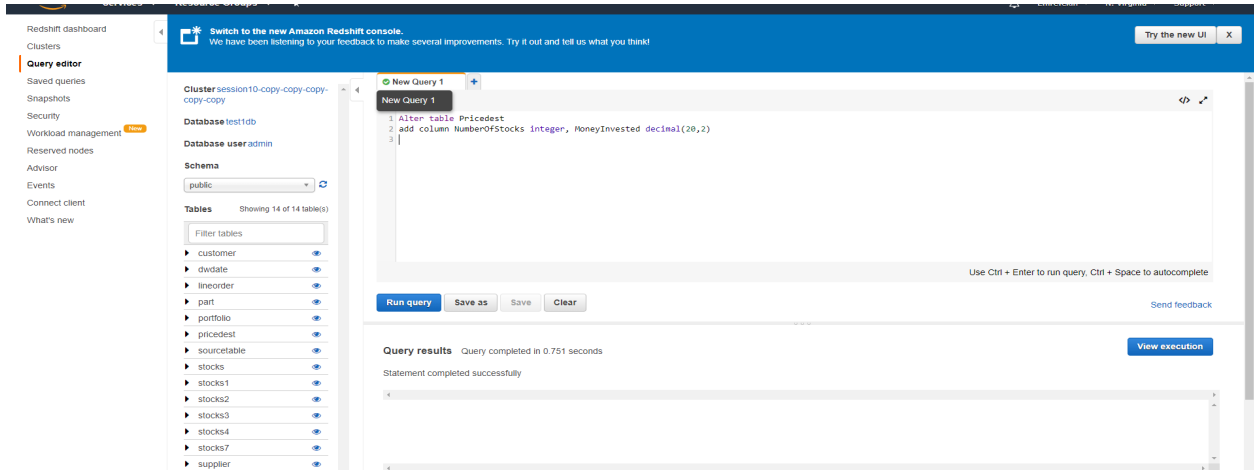 Services
Resource Groups
N. Virginia
Support
Redshift dashboard
Clusters
Query editor
Saved queries
Snapshots
Security
Workload management New
Reserved nodes
Advisor
Events
Connect client
What's new
Switch to the new Amazon Redshift console.
We have been listening to your feedback to make several improvements. Try it out and tell us what you think!
Try the new UI X
Cluster session10-copy-copy-copy-
copy-copy
Database test1db
Database user admin
Schema
public
Tables Showing 14 of 14 table(s)
Filter tables
customer
dwdate
lineorder
part
portfolio
pricedest
sourcetable
stocks
stocks1
stocks2
stocks3
stocks4
stocks7
supplier
New Query 1 +
New Query 1
1 Alter table Pricedest
2 add column NumberOfStocks integer, MoneyInvested decimal(20,2)
3
Use Ctrl + Enter to run query, Ctrl + Space to autocomplete
Run query Save as Save Clear
Send feedback
Query results Query completed in 0.751 seconds
View execution
Statement completed successfully